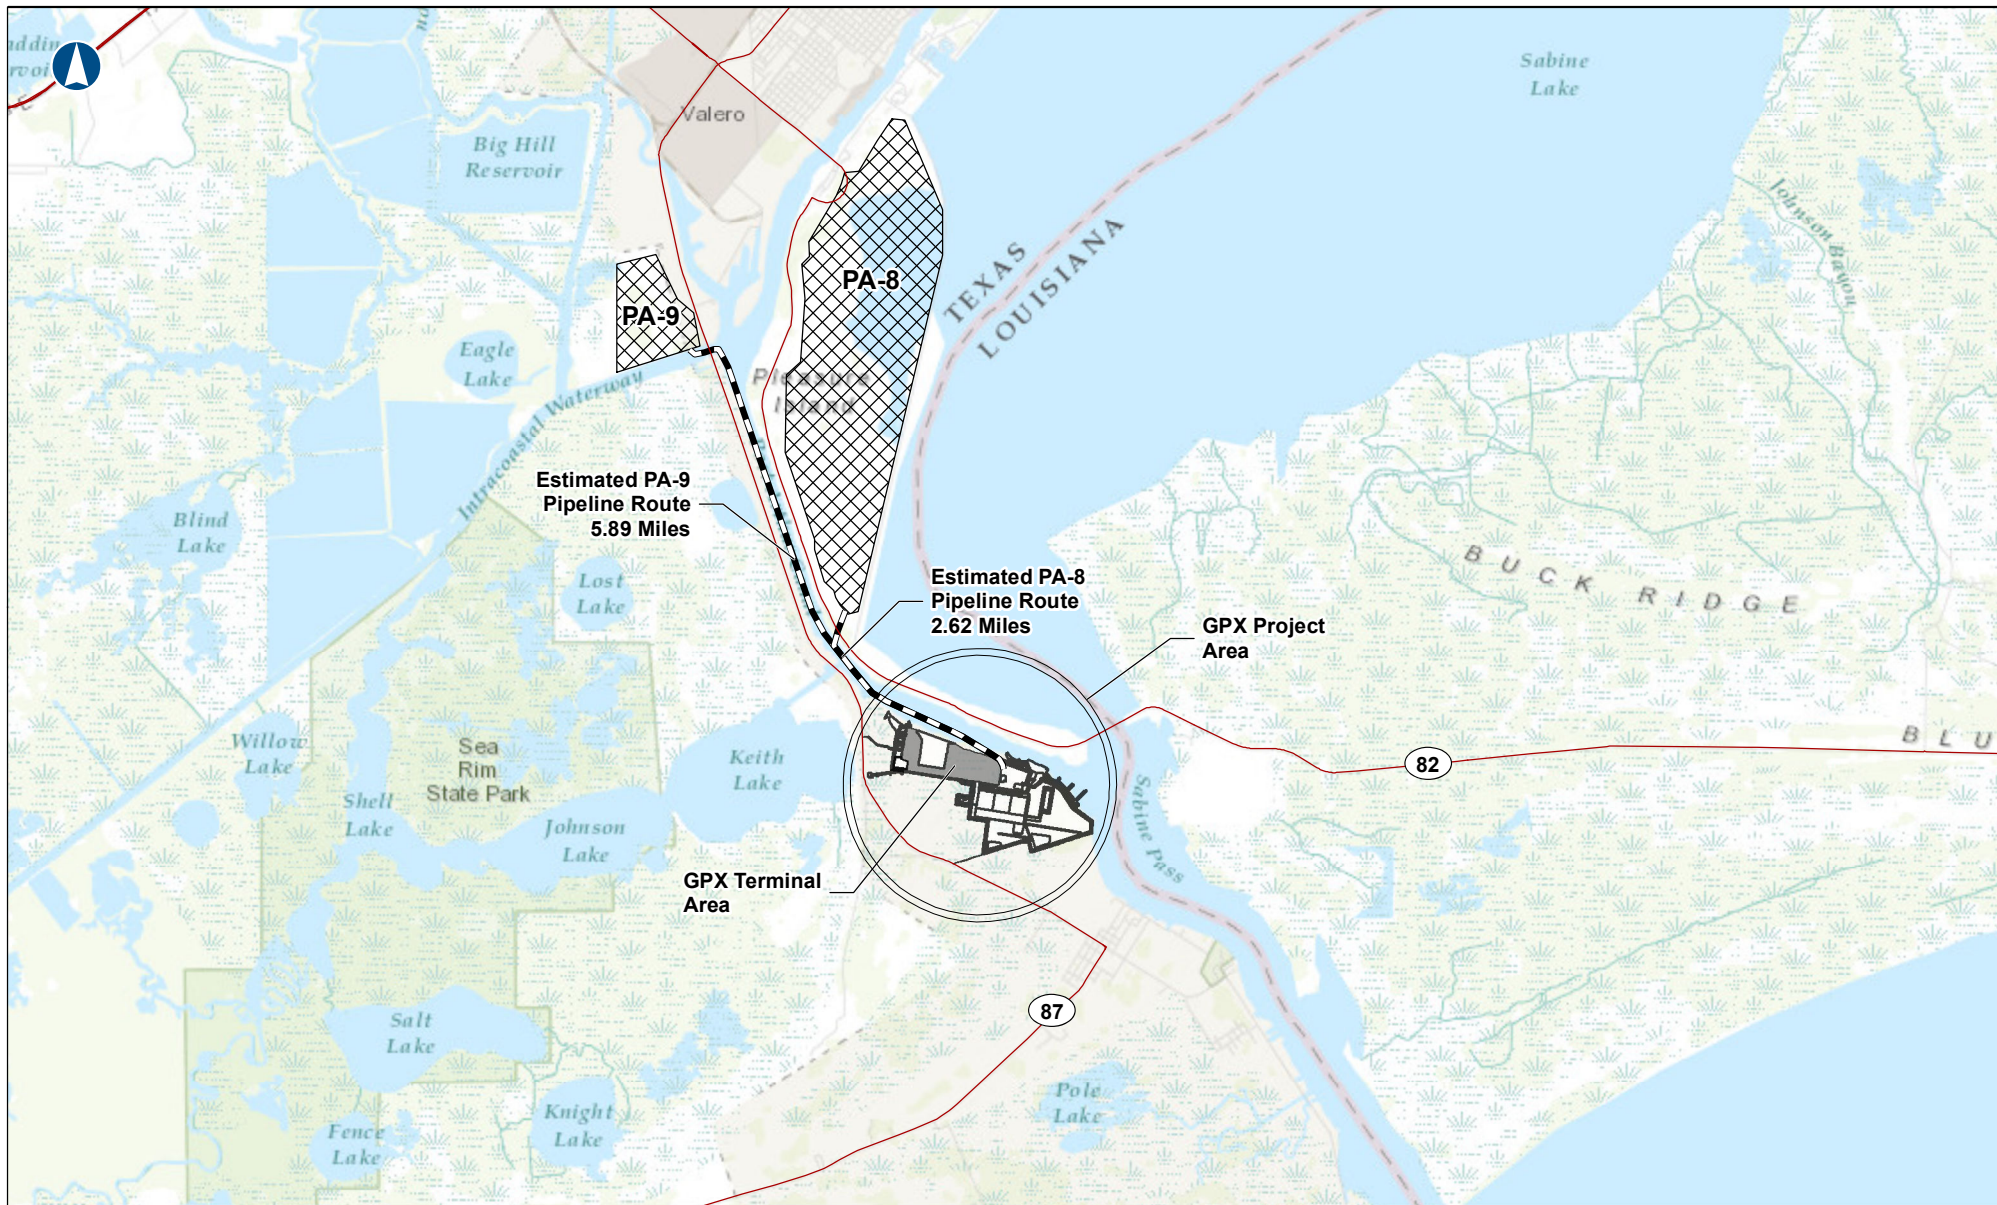 Sabine
Lake
Valero
Big Hill
Reservoir
Johnson Bayou
TEXAS
LOUISIANA
PA-8
PA-9
Eagle
Lake
Pleasure
Island
Intracoastal Waterway
Estimated PA-9
Pipeline Route
5.89 Miles
Blind
Lake
Lost
Lake
Estimated PA-8
Pipeline Route
2.62 Miles
BUCK RIDGE
GPX Project
Area
Willow
Lake
Sea
Rim
State Park
Keith
Lake
BLU
82
Shell
Lake
Johnson
Lake
Sabine Pass
GPX Terminal
Area
87
Salt
Lake
Knight
Lake
Pole
Lake
Fence
Lake